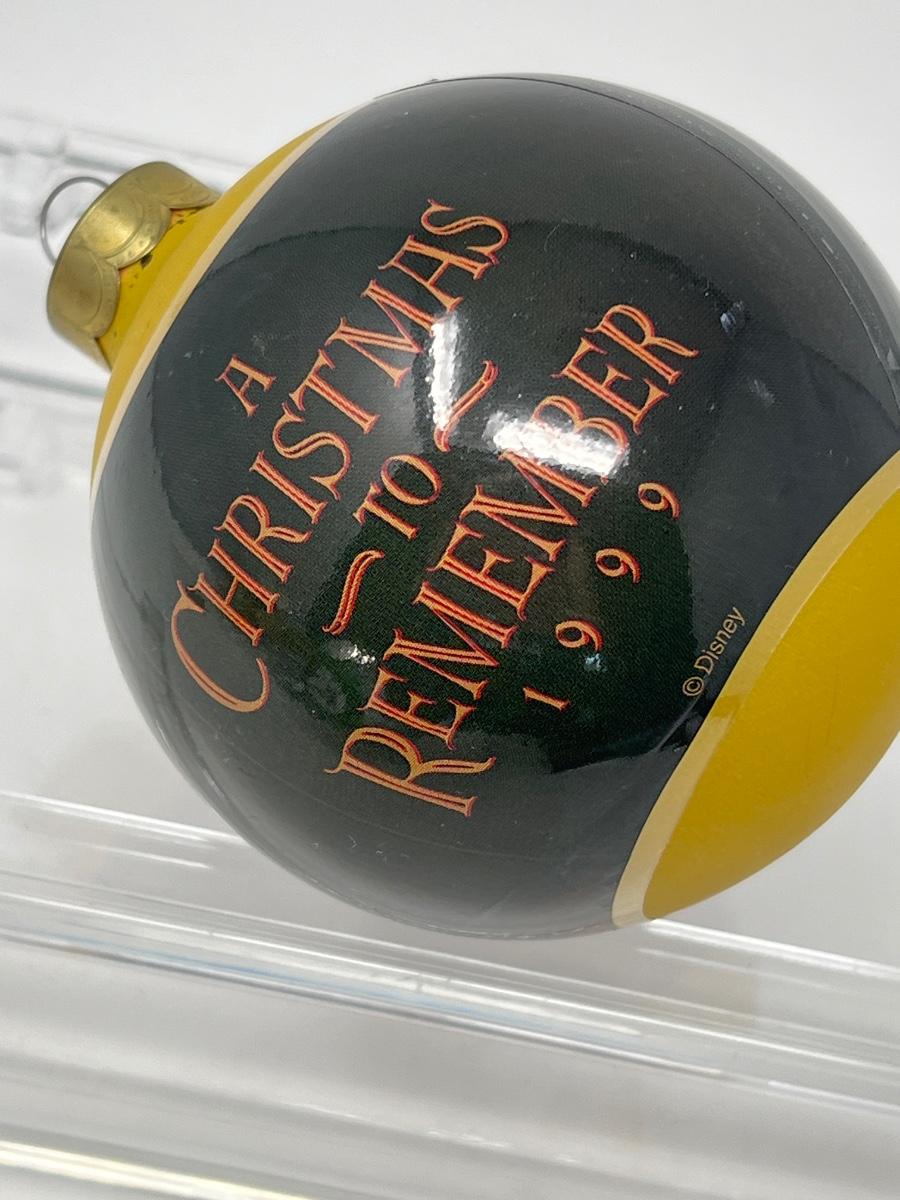 A
CHRISTMAS
TO
REMEMBER
1999
© Disney